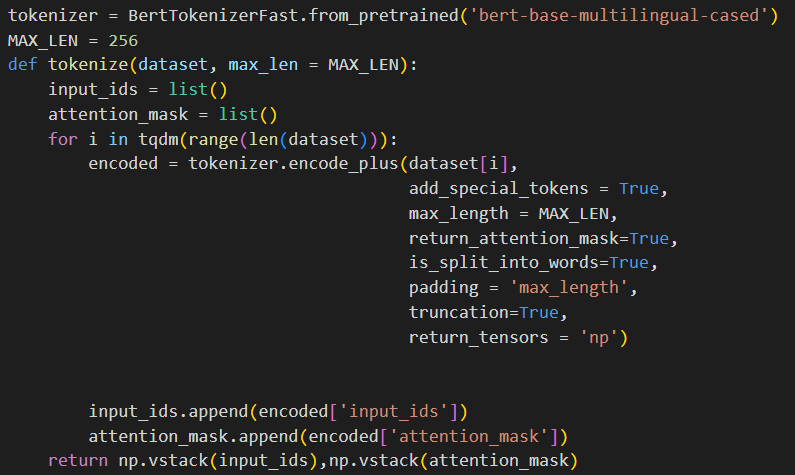 tokenizer = BertTokenizerFast.from_pretrained('bert-base-multilingual-cased')
MAX_LEN = 256
def tokenize(dataset, max_len = MAX_LEN):
    input_ids = list()
    attention_mask = list()
    for i in tqdm(range(len(dataset))):
        encoded = tokenizer.encode_plus(dataset[i],
                                        add_special_tokens = True,
                                        max_length = MAX_LEN,
                                        return_attention_mask=True,
                                        is_split_into_words=True,
                                        padding = 'max_length',
                                        truncation=True,
                                        return_tensors = 'np')
        input_ids.append(encoded['input_ids'])
        attention_mask.append(encoded['attention_mask'])
    return np.vstack(input_ids),np.vstack(attention_mask)